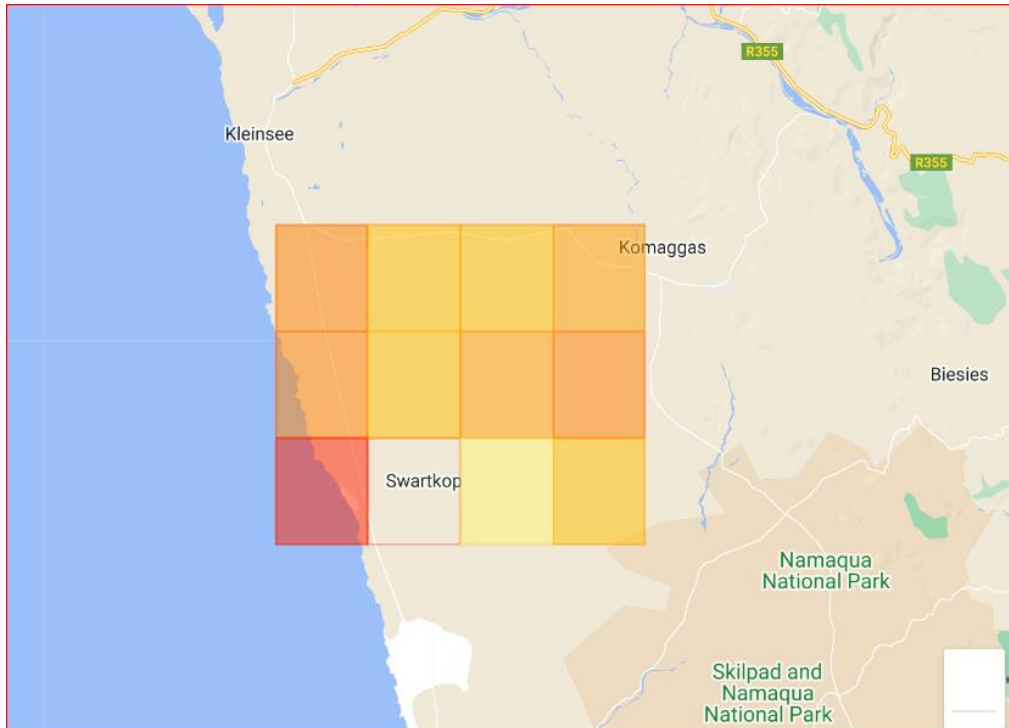 R355
Kleinsee
R355
Komaggas
Biesies
Swartkop
Namaqua
National Park
Skilpad and
Namaqua
National Park